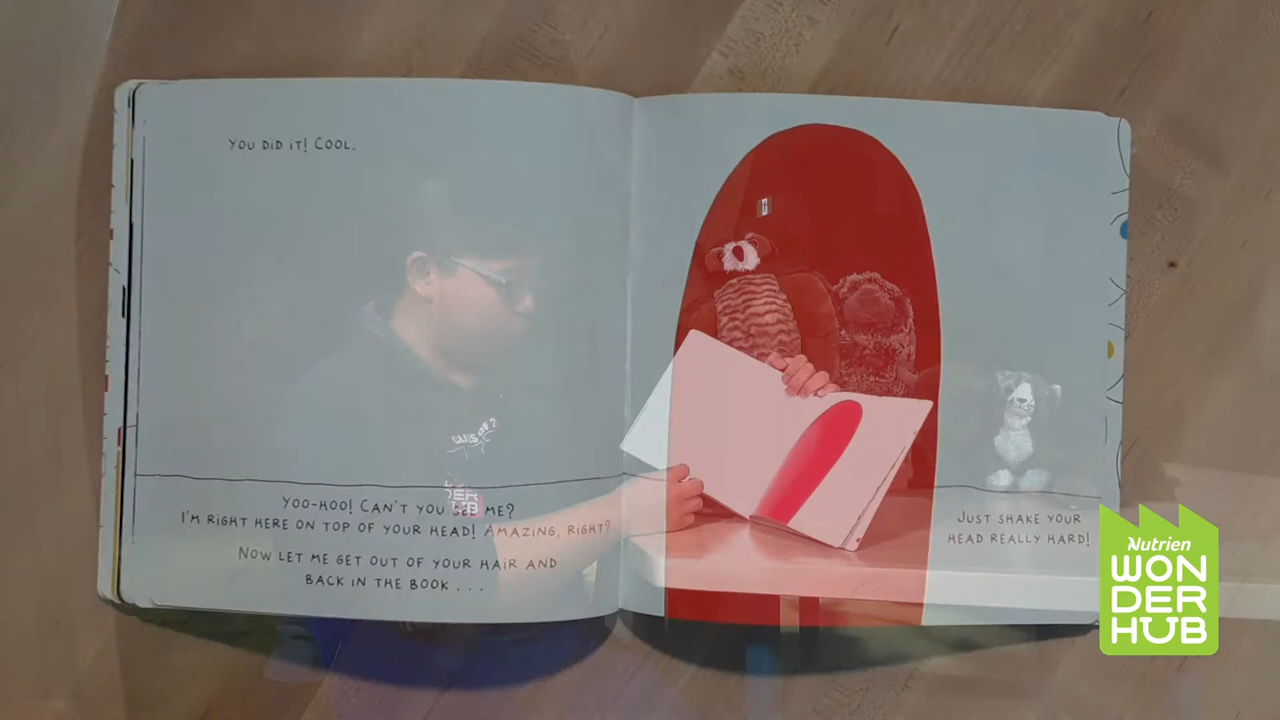 YOU DID IT! COOL.
YOO-HOO! CAN'T YOU SEE ME?
I'M RIGHT HERE ON TOP OF YOUR HEAD! AMAZING, RIGHT?
NOW LET ME GET OUT OF YOUR HAIR AND
BACK IN THE BOOK . . .
JUST SHAKE YOUR
HEAD REALLY HARD!
Nutrien
WON
DER
HUB
DER
HUB